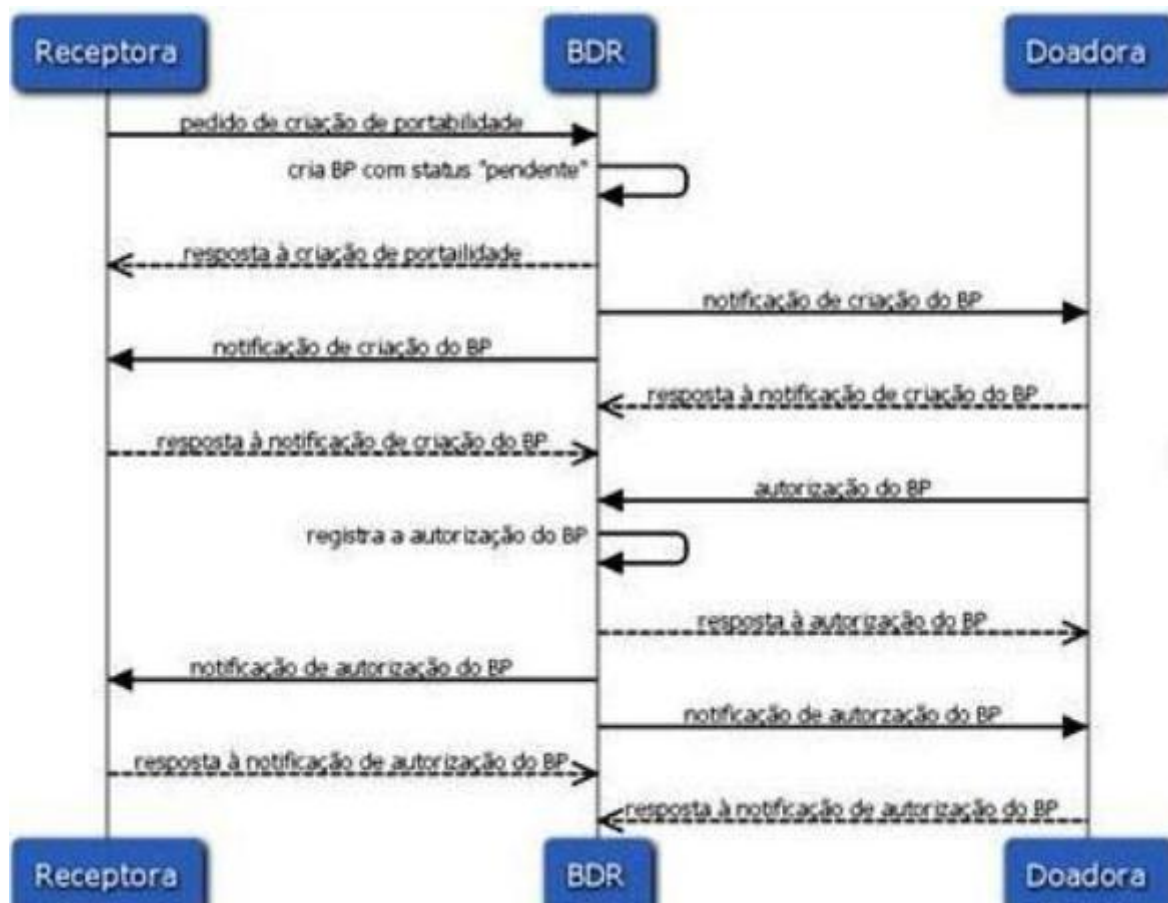 Receptora
BDR
Doadora
pedido de criação de portabilidade
cria BP com status "pendente"
resposta à criação de portailidade
notificação de criação do BP
notificação de criação do BP
resposta à notificação de criação do BP
resposta à notificação de criação do BP
autorização do BP
registra a autorização do BP
resposta à autorização do BP
notificação de autorização do BP
notificação de autorzação do BP
resposta à notificação de autorização do BP
resposta à notificação de autorização do BP
Receptora
BDR
Doadora